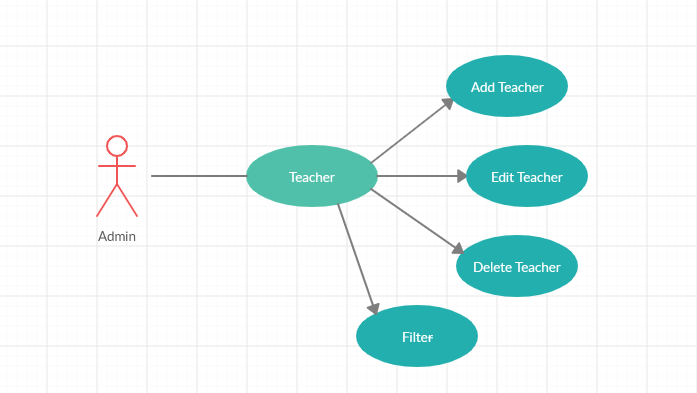 Add Teacher
Teacher
Edit Teacher
Admin
Delete Teacher
Filter